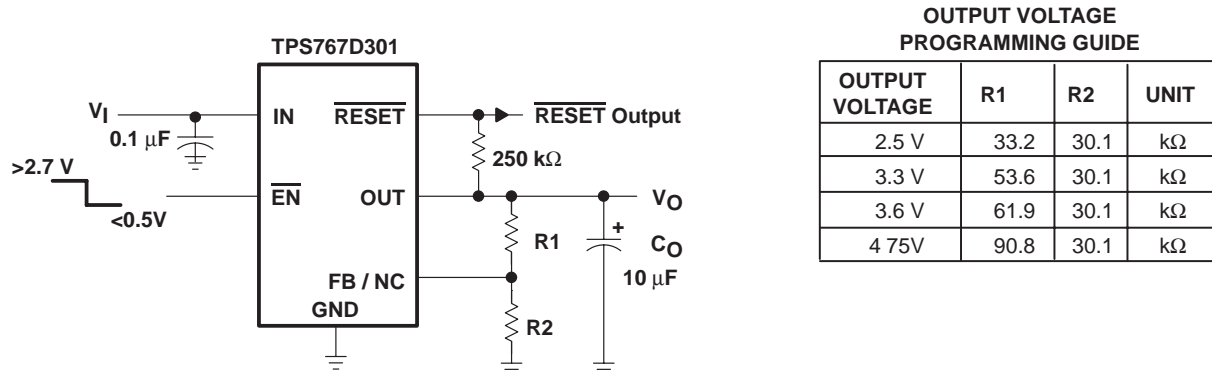 TPS767D301
VI
0.1 μF
>2.7 V
<0.5V
IN
RESET
EN
OUT
FB / NC
GND
RESET Output
250 kΩ
VO
R1
+
CO
10 μF
R2
OUTPUT VOLTAGE
PROGRAMMING GUIDE
OUTPUT VOLTAGE R1 R2 UNIT
2.5 V 33.2 30.1 kΩ
3.3 V 53.6 30.1 kΩ
3.6 V 61.9 30.1 kΩ
4 75V 90.8 30.1 kΩ